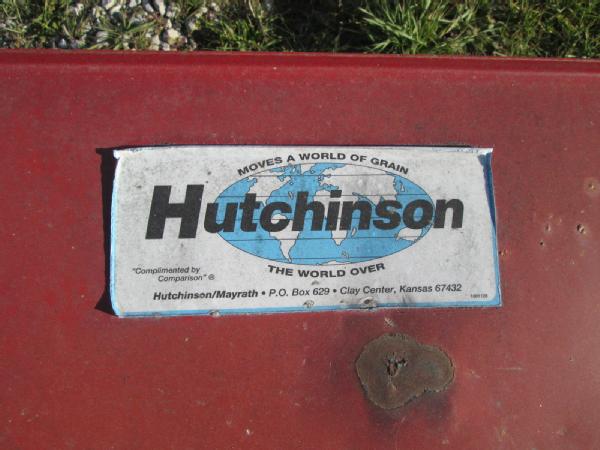 MOVES A WORLD OF GRAIN
Hutchinson
THE WORLD OVER
"Complimented by
Comparison" ®
Hutchinson/Mayrath • P.O. Box 629 • Clay Center, Kansas 67432